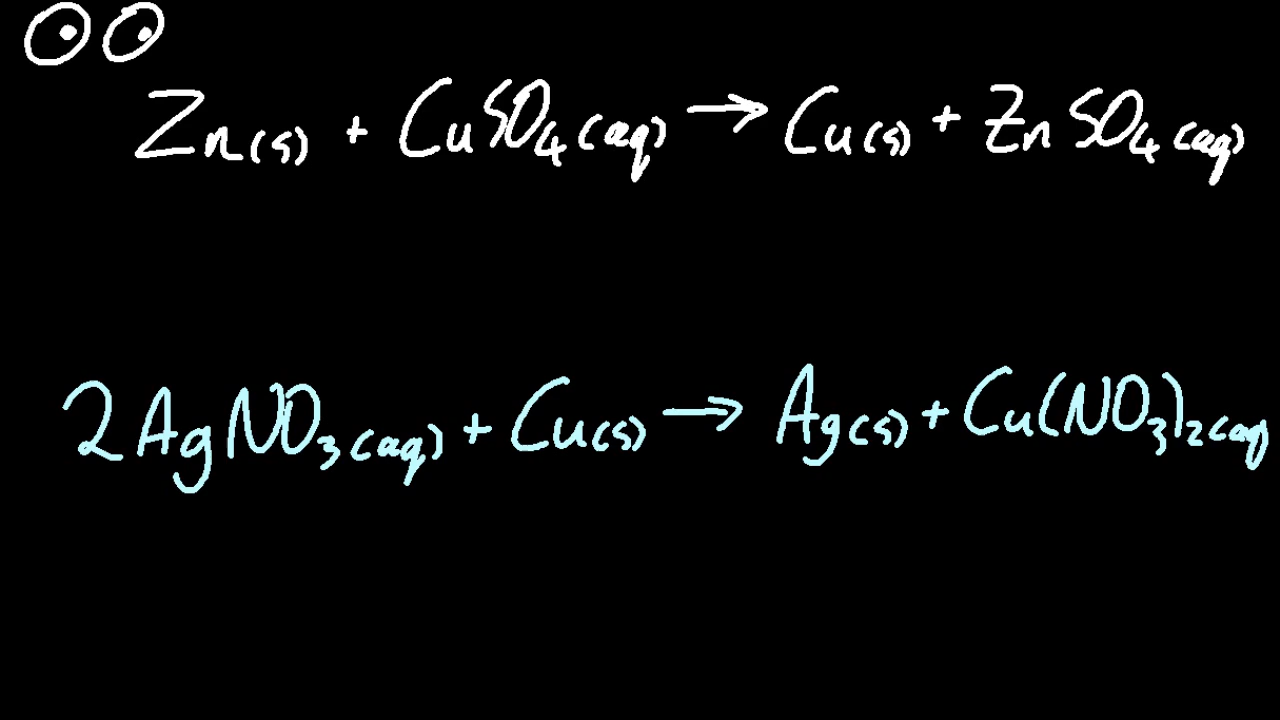 Zn(s) + CuSO₄(aq) → Cu(s) + ZnSO₄(aq)
2AgNO₃(aq) + Cu(s) → Ag(s) + Cu(NO₃)₂(aq)